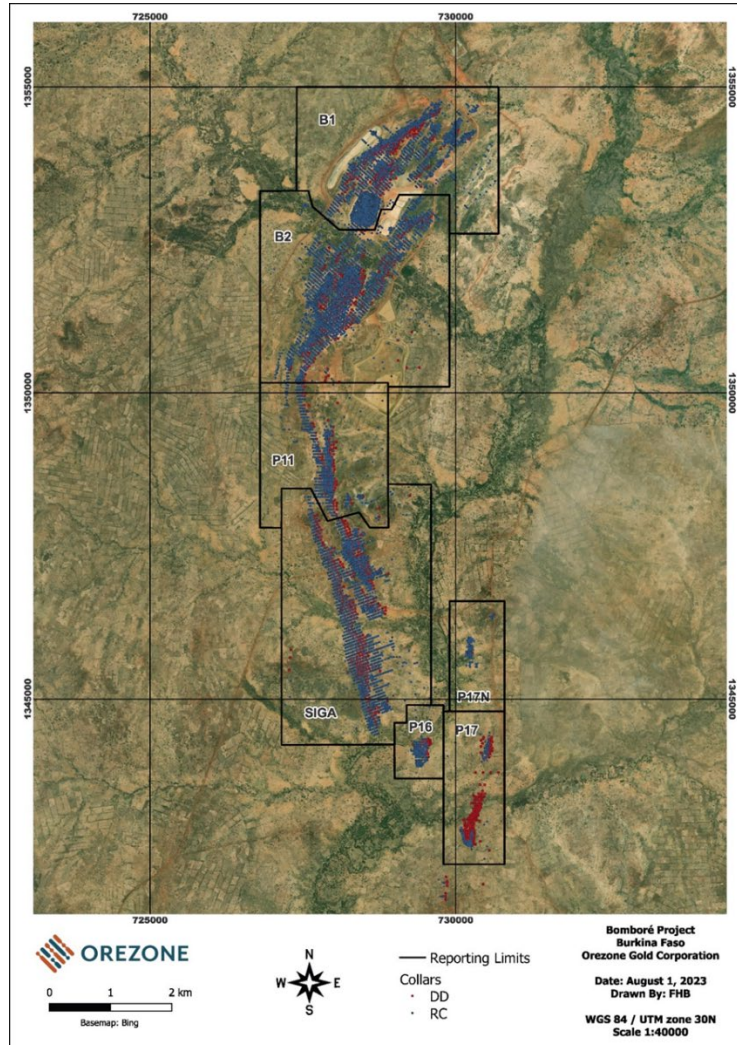 725000
730000
1355000
1355000
B1
B2
1350000
1350000
P11
1345000
1345000
SIGA
P17N
P16
P17
725000
730000
OREZONE
0 1 2 km
Basemap: Bing
N
W E
S
Reporting Limits
Collars
DD
RC
Bomboré Project
Burkina Faso
Orezone Gold Corporation
Date: August 1, 2023
Drawn By: FHB
WGS 84 / UTM zone 30N
Scale 1:40000